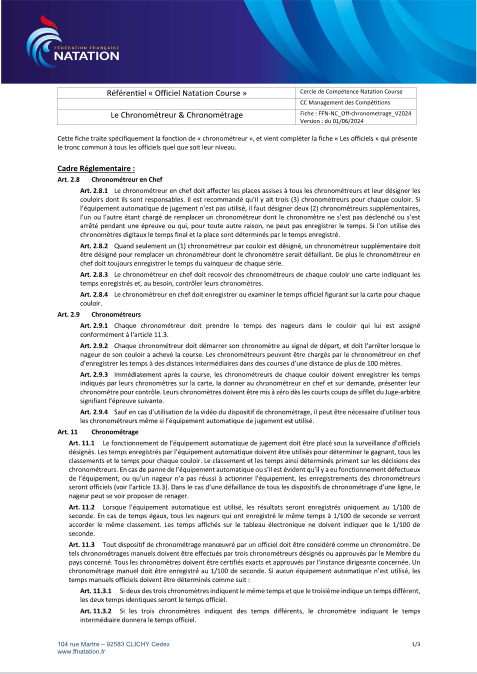 FÉDÉRATION FRANÇAISE
NATATION
Référentiel « Officiel Natation Course »
Cercle de Compétence Natation Course
CC Management des Compétitions
Le Chronométreur & Chronométrage
Fiche : FFN-NC_Off-chronometrage_V2024
Version : du 01/06/2024
Cette fiche traite spécifiquement la fonction de « chronométreur », et vient compléter la fiche « Les officiels » qui présente
le tronc commun à tous les officiels quel que soit leur niveau.
Cadre Réglementaire :
Art. 2.8 Chronométreur en Chef
Art. 2.8.1 Le chronométreur en chef doit affecter les places assises à tous les chronométreurs et leur désigner les
couloirs dont ils sont responsables. Il est recommandé qu'il y ait trois (3) chronométreurs pour chaque couloir. Si
l'équipement automatique de jugement n'est pas utilisé, il faut désigner deux (2) chronométreurs supplémentaires,
l'un ou l'autre étant chargé de remplacer un chronométreur dont le chronomètre ne s'est pas déclenché ou s'est
arrêté pendant une épreuve ou qui, pour toute autre raison, ne peut pas enregistrer le temps. Si l'on utilise des
chronomètres digitaux le temps final et la place sont déterminés par le temps enregistré.
Art. 2.8.2 Quand seulement un (1) chronométreur par couloir est désigné, un chronométreur supplémentaire doit
être désigné pour remplacer un chronomètre dont le chronomètre serait défaillant. De plus le chronométreur en
chef doit toujours enregistrer le temps du vainqueur de chaque série.
Art. 2.8.3 Le chronométreur en chef doit recevoir des chronométreurs de chaque couloir une carte indiquant les
temps enregistrés et, au besoin, contrôler leurs chronomètres.
Art. 2.8.4 Le chronométreur en chef doit enregistrer ou examiner le temps officiel figurant sur la carte pour chaque
couloir.
Art. 2.9 Chronométreurs
Art. 2.9.1 Chaque chronométreur doit prendre le temps des nageurs dans le couloir qui lui est assigné
conformément à l'article 11.3.
Art. 2.9.2 Chaque chronométreur doit démarrer son chronomètre au signal de départ, et doit l'arrêter lorsque le
nageur de son couloir a achevé la course. Les chronométreurs peuvent être chargés par le chronométreur en chef
d'enregistrer les temps à des distances intermédiaires dans des courses d'une distance de plus de 100 mètres.
Art. 2.9.3 Immédiatement après la course, les chronométreurs de chaque couloir doivent enregistrer les temps
indiqués par leurs chronomètres sur la carte, la donner au chronométreur en chef et sur demande, présenter leur
chronomètre pour contrôle. Leurs chronomètres doivent être mis à zéro dès les courts coups de sifflet du Juge-arbitre
signifiant l'épreuve suivante.
Art. 2.9.4 Sauf en cas d'utilisation de la vidéo du dispositif de chronométrage, il peut être nécessaire d'utiliser tous
les chronométreurs même si l'équipement automatique de jugement est utilisé.
Art. 11 Chronométrage
Art. 11.1 Le fonctionnement de l'équipement automatique de jugement doit être placé sous la surveillance d'officiels
désignés. Les temps enregistrés par l'équipement automatique doivent être utilisés pour déterminer le gagnant, tous les
classements et le temps pour chaque couloir. Le classement et les temps ainsi déterminés priment sur les décisions des
chronométreurs. En cas de panne de l'équipement automatique ou s'il est évident qu'il y a eu fonctionnement défectueux
de l'équipement, ou qu'un nageur n'a pas réussi à actionner l'équipement, les enregistrements des chronométreurs
seront officiels (voir l'article 13.3). Dans le cas d'une défaillance de tous les dispositifs de chronométrage d'une ligne, le
nageur peut se voir proposer de renager.
Art. 11.2 Lorsque l'équipement automatique est utilisé, les résultats seront enregistrés uniquement au 1/100 de
seconde. En cas de temps égaux, tous les nageurs qui ont enregistré le même temps à 1/100 de seconde se verront
accorder le même classement. Les temps affichés sur le tableau électronique ne doivent indiquer que le 1/100 de
seconde.
Art. 11.3 Tout dispositif de chronométrage manœuvré par un officiel doit être considéré comme un chronomètre. De
tels chronométrages manuels doivent être effectués par trois chronométreurs désignés ou approuvés par le Membre du
pays concerné. Tous les chronomètres doivent être certifiés exacts et approuvés par l'instance dirigeante concernée. Un
chronométrage manuel doit être enregistré au 1/100 de seconde. Si aucun équipement automatique n'est utilisé, les
temps manuels officiels doivent être déterminés comme suit :
Art. 11.3.1 Si deux des trois chronomètres indiquent le même temps et que le troisième indique un temps différent,
les deux temps identiques seront le temps officiel.
Art. 11.3.2 Si les trois chronomètres indiquent des temps différents, le chronomètre indiquant le temps
intermédiaire donnera le temps officiel.
104 rue Martre – 92583 CLICHY Cedex
www.ffnatation.fr
1/3